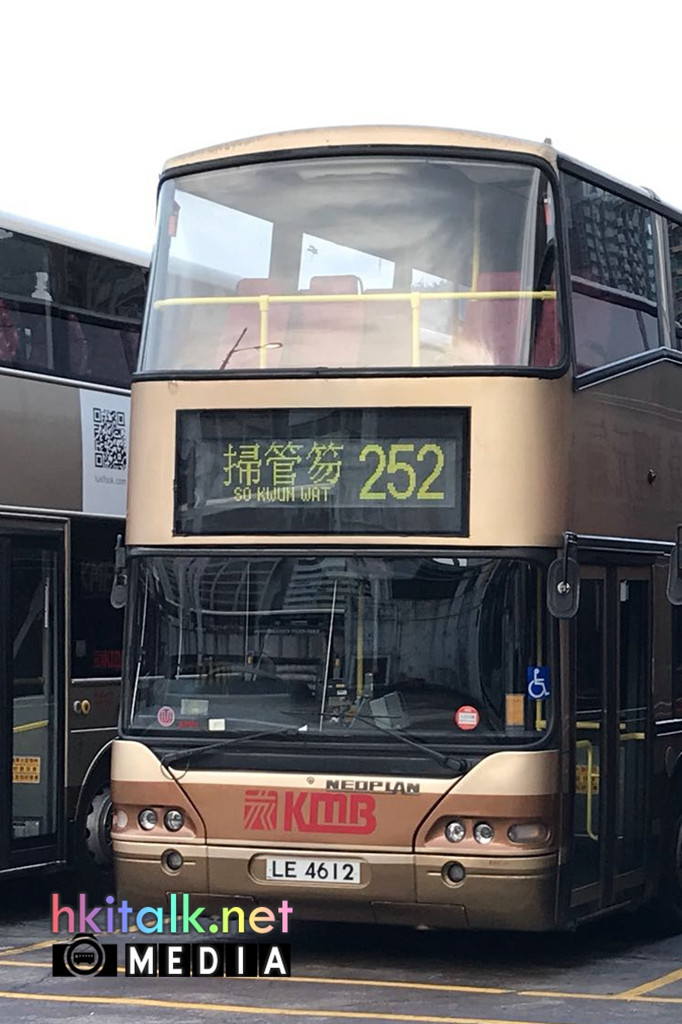 掃管笏 252
SO KWUN WAT
NEOPLAN
KMB
LE 4612
hkitalk.net
MEDIA